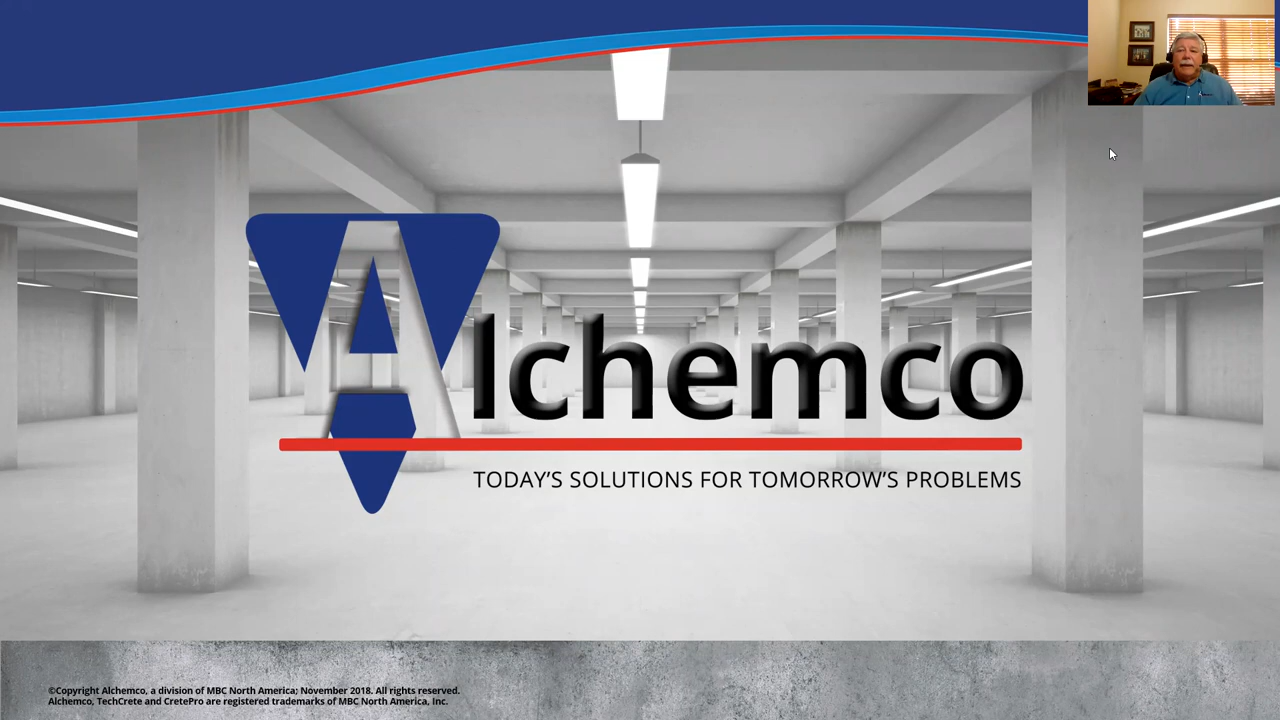 Alchemco
TODAY'S SOLUTIONS FOR TOMORROW'S PROBLEMS
©Copyright Alchemco, a division of MBC North America; November 2018. All rights reserved.
Alchemco, TechCrete and CretePro are registered trademarks of MBC North America, Inc.